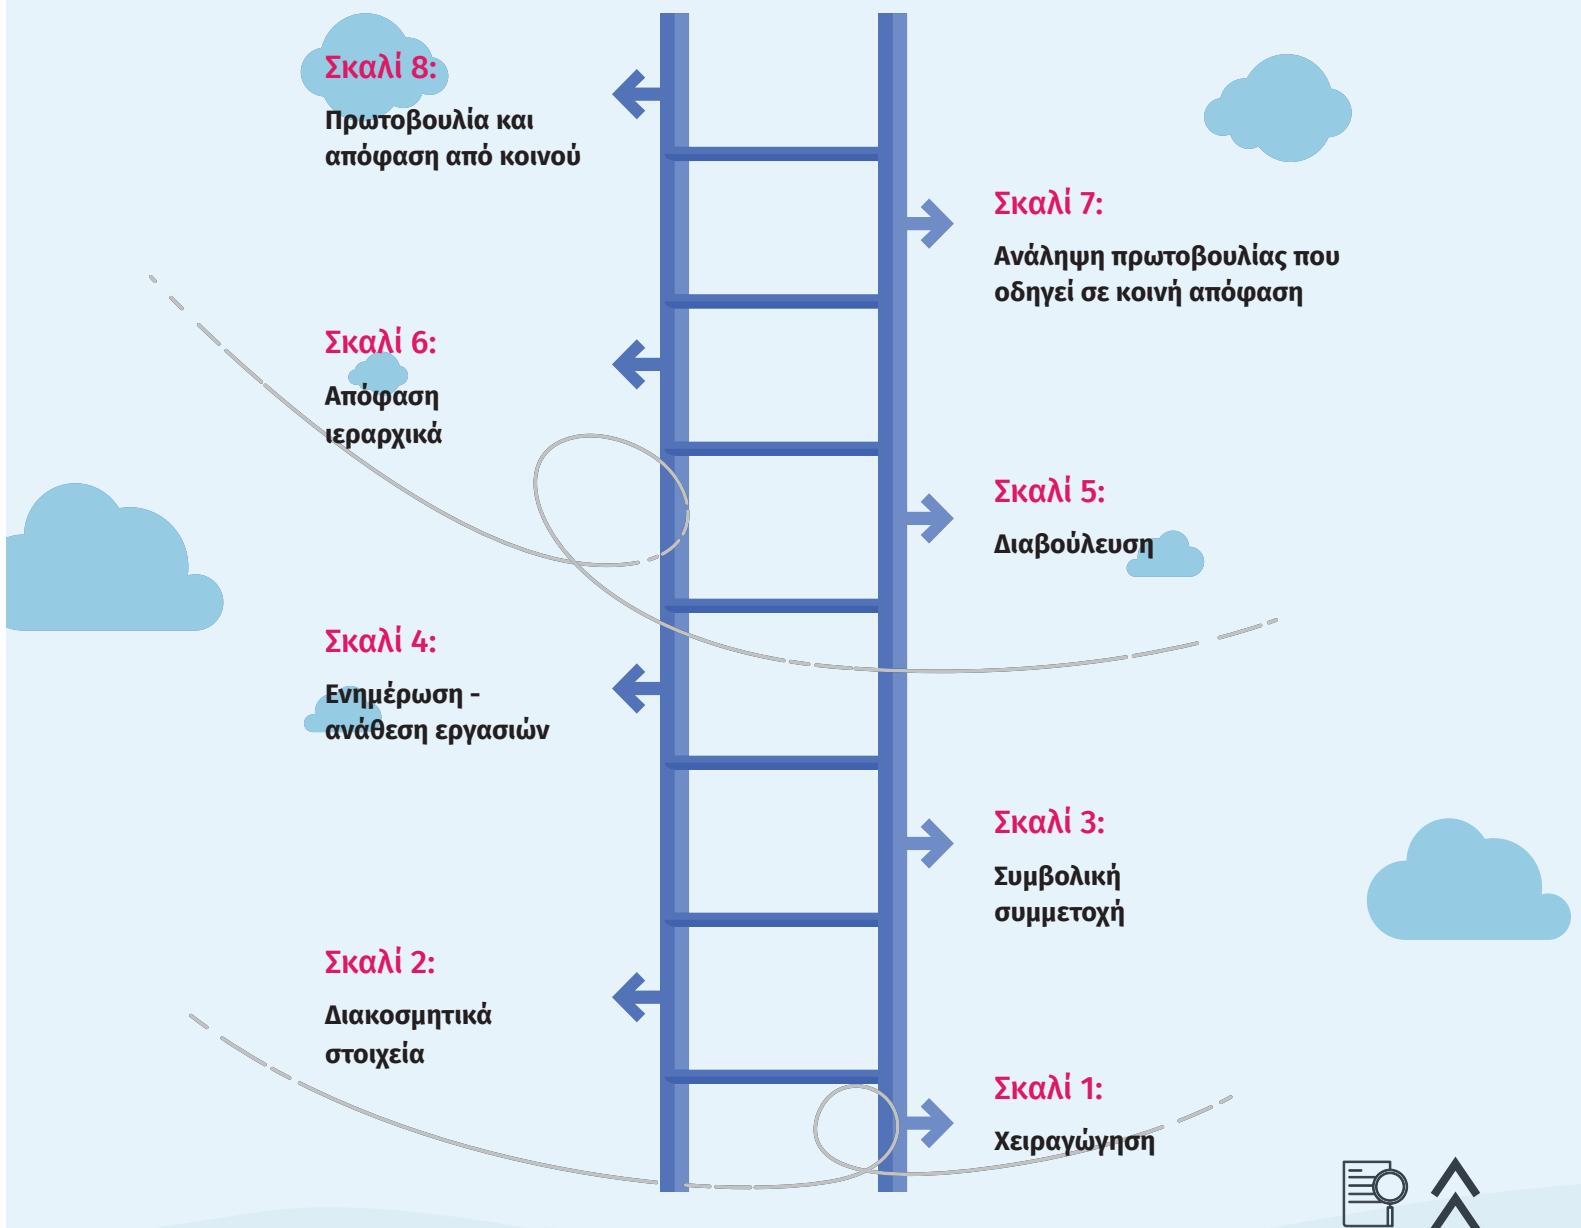 Σκαλί 8:
Πρωτοβουλία και
απόφαση από κοινού
Σκαλί 7:
Ανάληψη πρωτοβουλίας που
οδηγεί σε κοινή απόφαση
Σκαλί 6:
Απόφαση
ιεραρχικά
Σκαλί 5:
Διαβούλευση
Σκαλί 4:
Ενημέρωση -
ανάθεση εργασιών
Σκαλί 3:
Συμβολική
συμμετοχή
Σκαλί 2:
Διακοσμητικά
στοιχεία
Σκαλί 1:
Χειραγώγηση